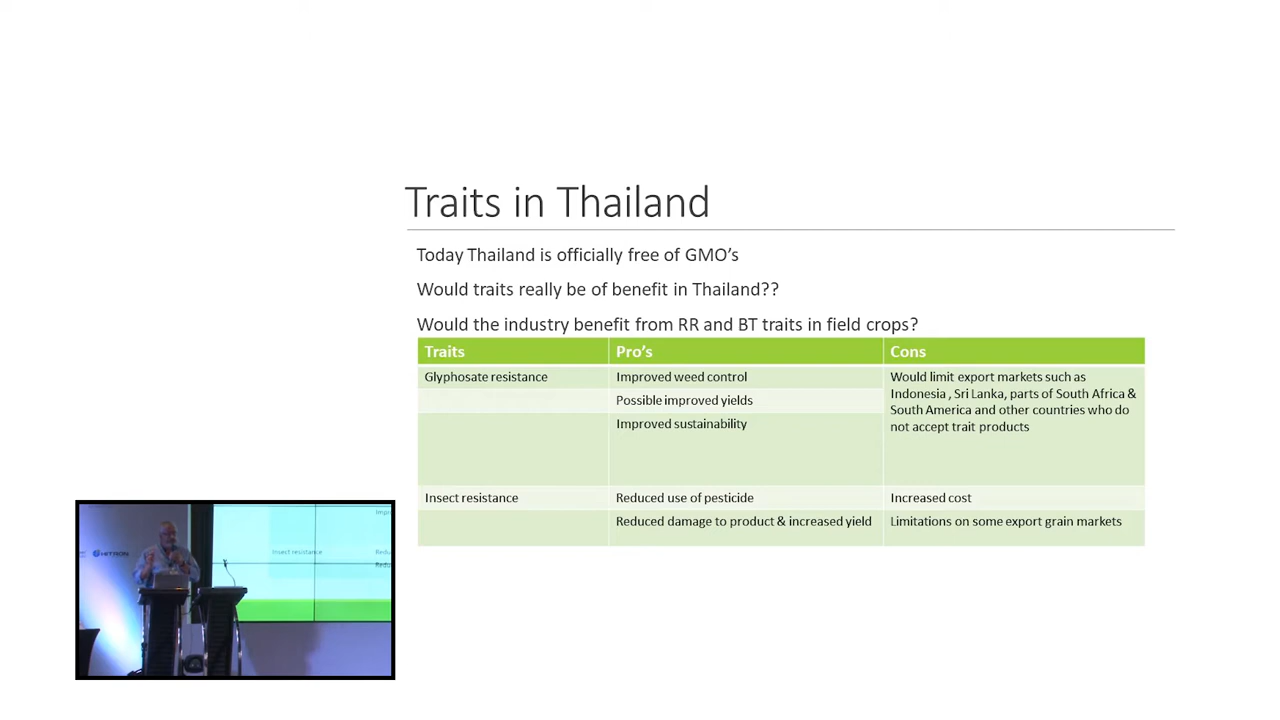 Traits in Thailand
Today Thailand is officially free of GMO's
Would traits really be of benefit in Thailand??
Would the industry benefit from RR and BT traits in field crops?
Traits
Pro's
Cons
Glyphosate resistance
Improved weed control
Would limit export markets such as
Indonesia , Sri Lanka, parts of South Africa &
South America and other countries who do
not accept trait products
Possible improved yields
Improved sustainability
Insect resistance
Reduced use of pesticide
Increased cost
Reduced damage to product & increased yield
Limitations on some export grain markets
HITRON
Insect resistance